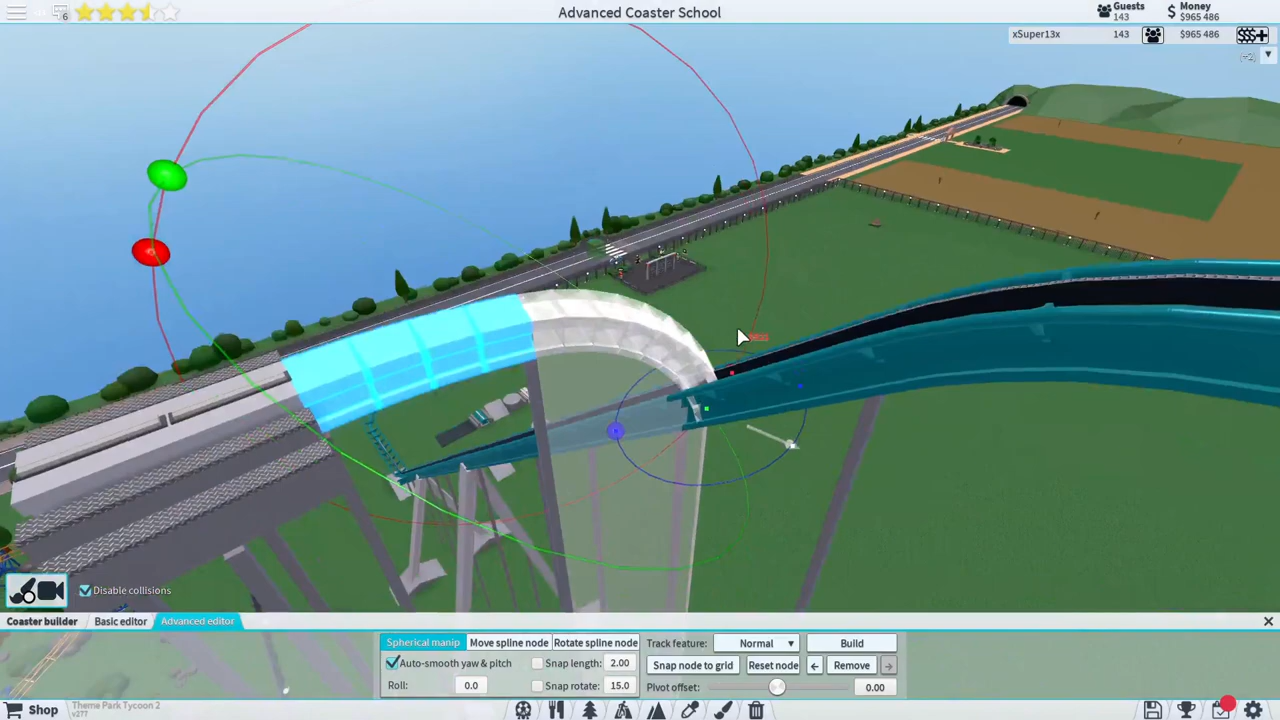 6
Advanced Coaster School
Guests
143
Money
$965 486
xSuper13x 143 $965 486
Disable collisions
Coaster builder Basic editor Advanced editor
Spherical manip Move spline node Rotate spline node Track feature: Normal Build
Auto-smooth yaw & pitch Snap length: 2.00 Snap node to grid Reset node Remove
Roll: 0.0 Snap rotate: 15.0 Pivot offset: 0.00
Shop
Theme Park Tycoon 2
v277